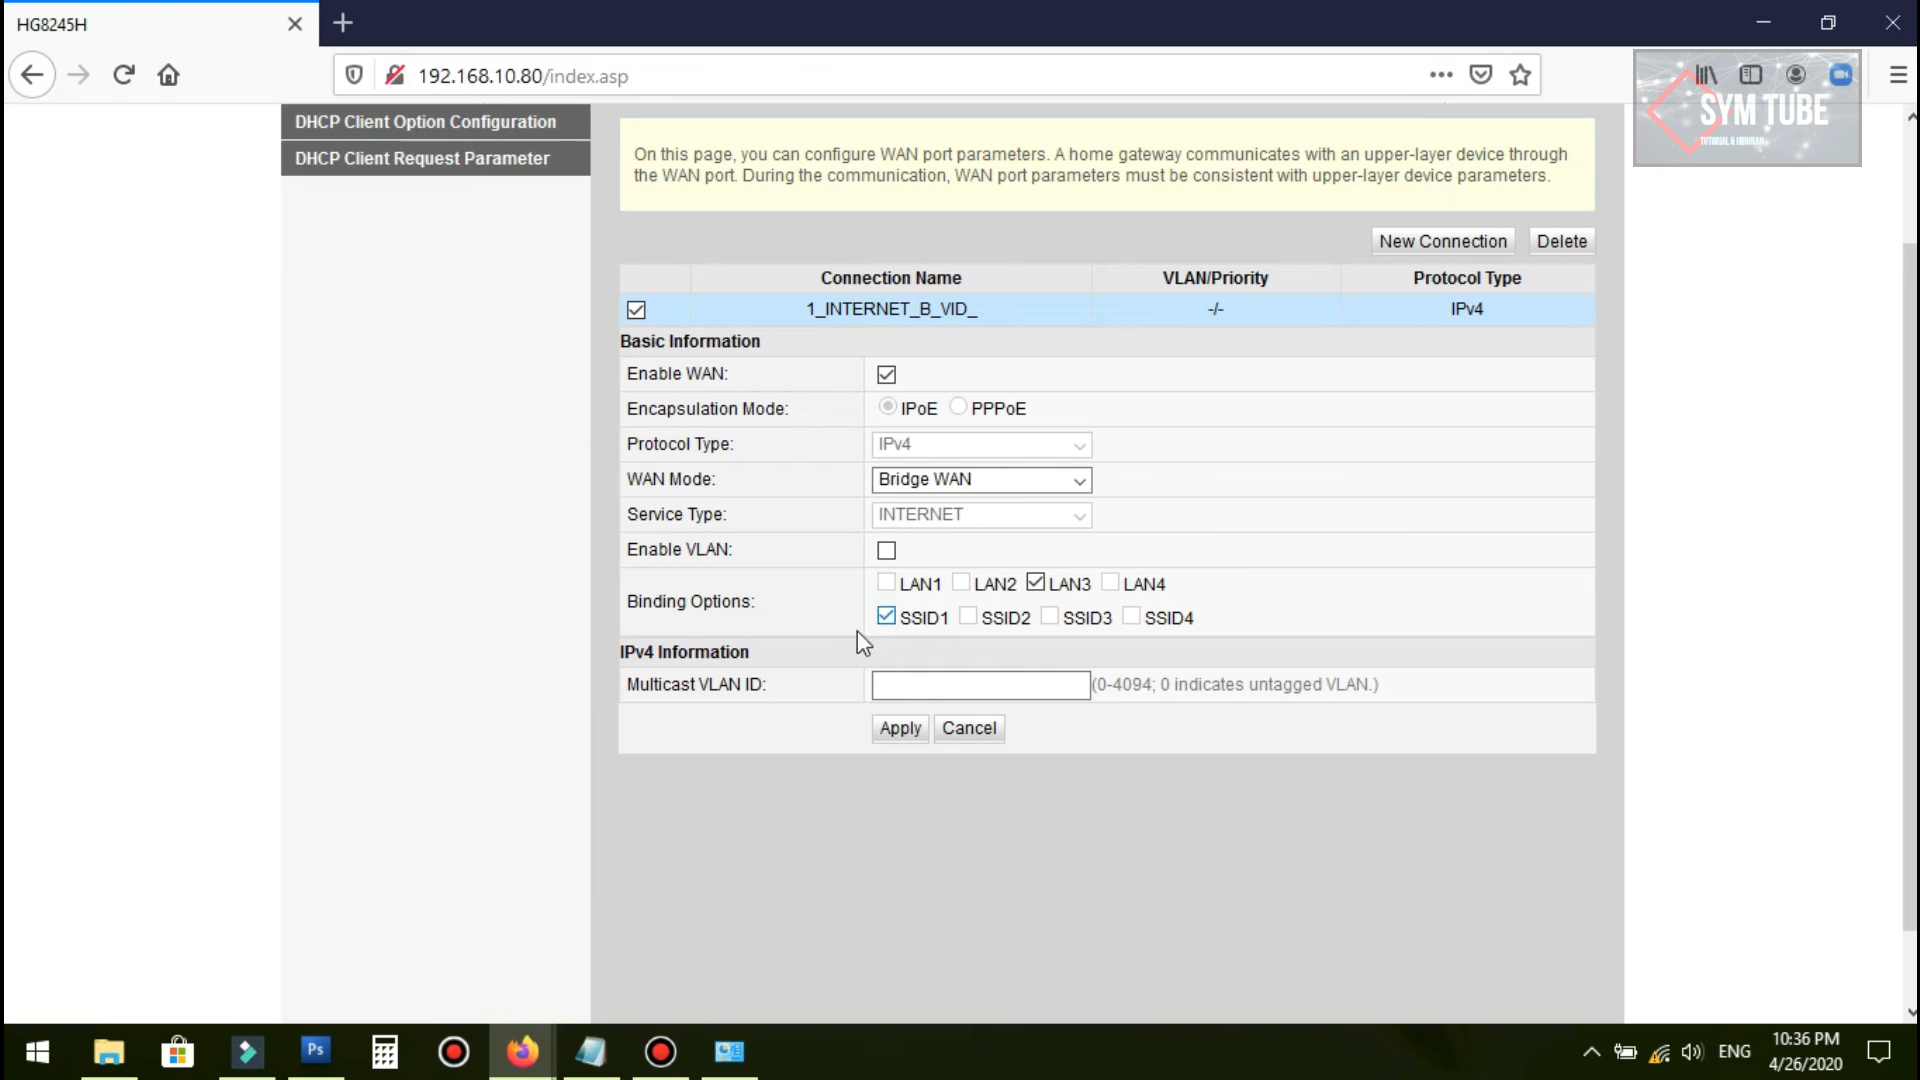 HG8245H
192.168.10.80/index.asp
SYM TUBE
TUTORIAL & HIBURAN
DHCP Client Option Configuration
DHCP Client Request Parameter
On this page, you can configure WAN port parameters. A home gateway communicates with an upper-layer device through
the WAN port. During the communication, WAN port parameters must be consistent with upper-layer device parameters.
New Connection Delete
Connection Name VLAN/Priority Protocol Type
1_INTERNET_B_VID_ -/- IPv4
Basic Information
Enable WAN:
Encapsulation Mode: IPoE PPPoE
Protocol Type: IPv4
WAN Mode: Bridge WAN
Service Type: INTERNET
Enable VLAN:
Binding Options: LAN1 LAN2 LAN3 LAN4
SSID1 SSID2 SSID3 SSID4
IPv4 Information
Multicast VLAN ID: (0-4094; 0 indicates untagged VLAN.)
Apply Cancel
Ps
ENG
10:36 PM
4/26/2020